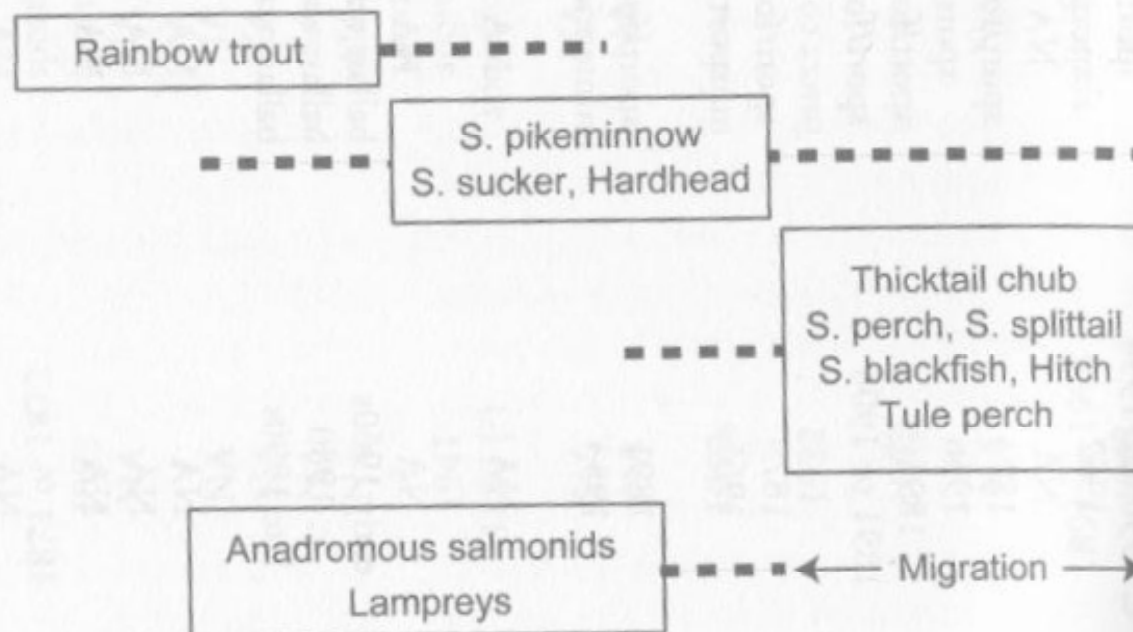 Rainbow trout
S. pikeminnow
S. sucker, Hardhead
Thicktail chub
S. perch, S. splittail
S. blackfish, Hitch
Tule perch
Anadromous salmonids
Lampreys
Migration